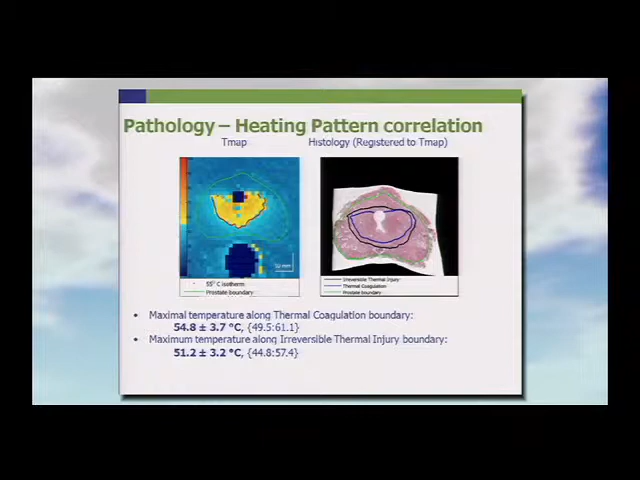 Pathology – Heating Pattern correlation
Tmap
Histology (Registered to Tmap)
10 mm
55° C isotherm
Prostate boundary
Irreversible Thermal Injury
Thermal Coagulation
Prostate boundary
• Maximal temperature along Thermal Coagulation boundary:
54.8 ± 3.7 °C, {49.5:61.1}
• Maximum temperature along Irreversible Thermal Injury boundary:
51.2 ± 3.2 °C, {44.8:57.4}